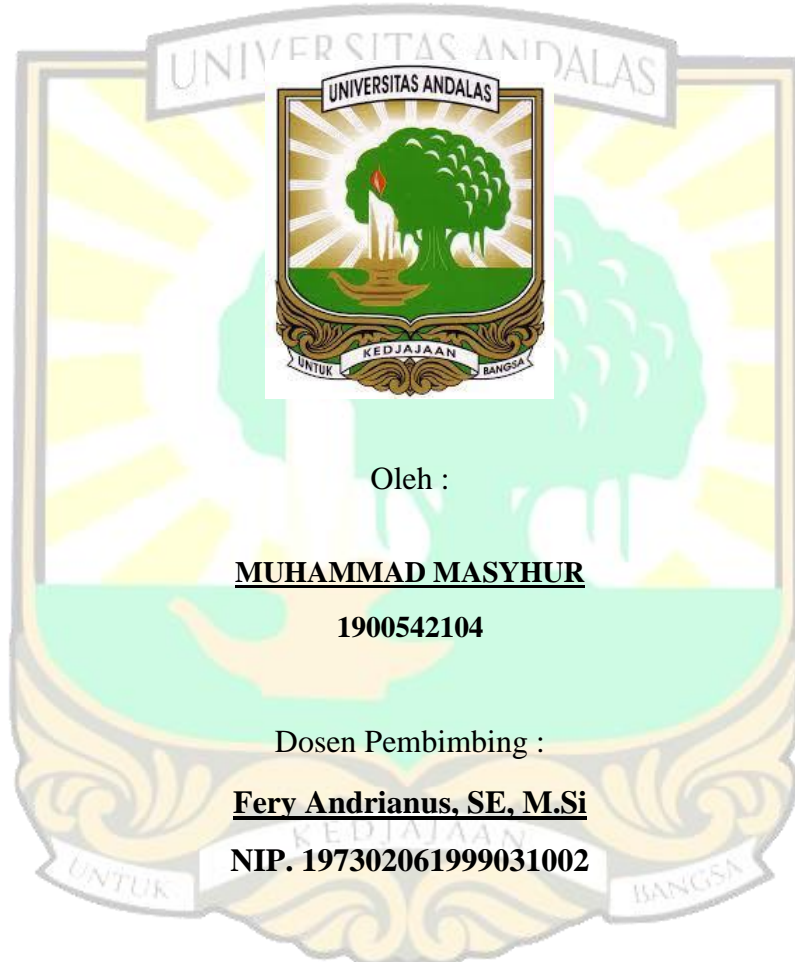 UNIVERSITAS ANDALAS
UNIVERSITAS ANDALAS
UNTUK KEDJAJAAN BANGSA
Oleh :
MUHAMMAD MASYHUR
1900542104
Dosen Pembimbing :
Fery Andrianus, SE, M.Si
NIP. 197302061999031002
UNTUK KEDJAJAAN BANGSA